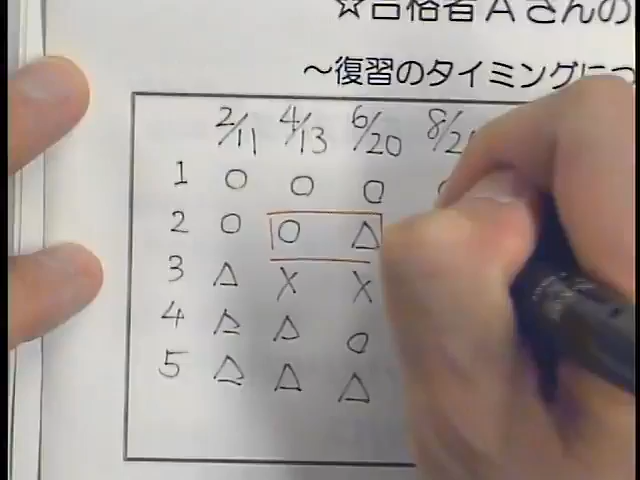 ☆合格者Aさんの
～復習のタイミングにつ
2/11 4/13 6/20 8/2
1 ○ ○ ○
2 ○ ○ △
3 △ X X
4 △ △ ○
5 △ △ △